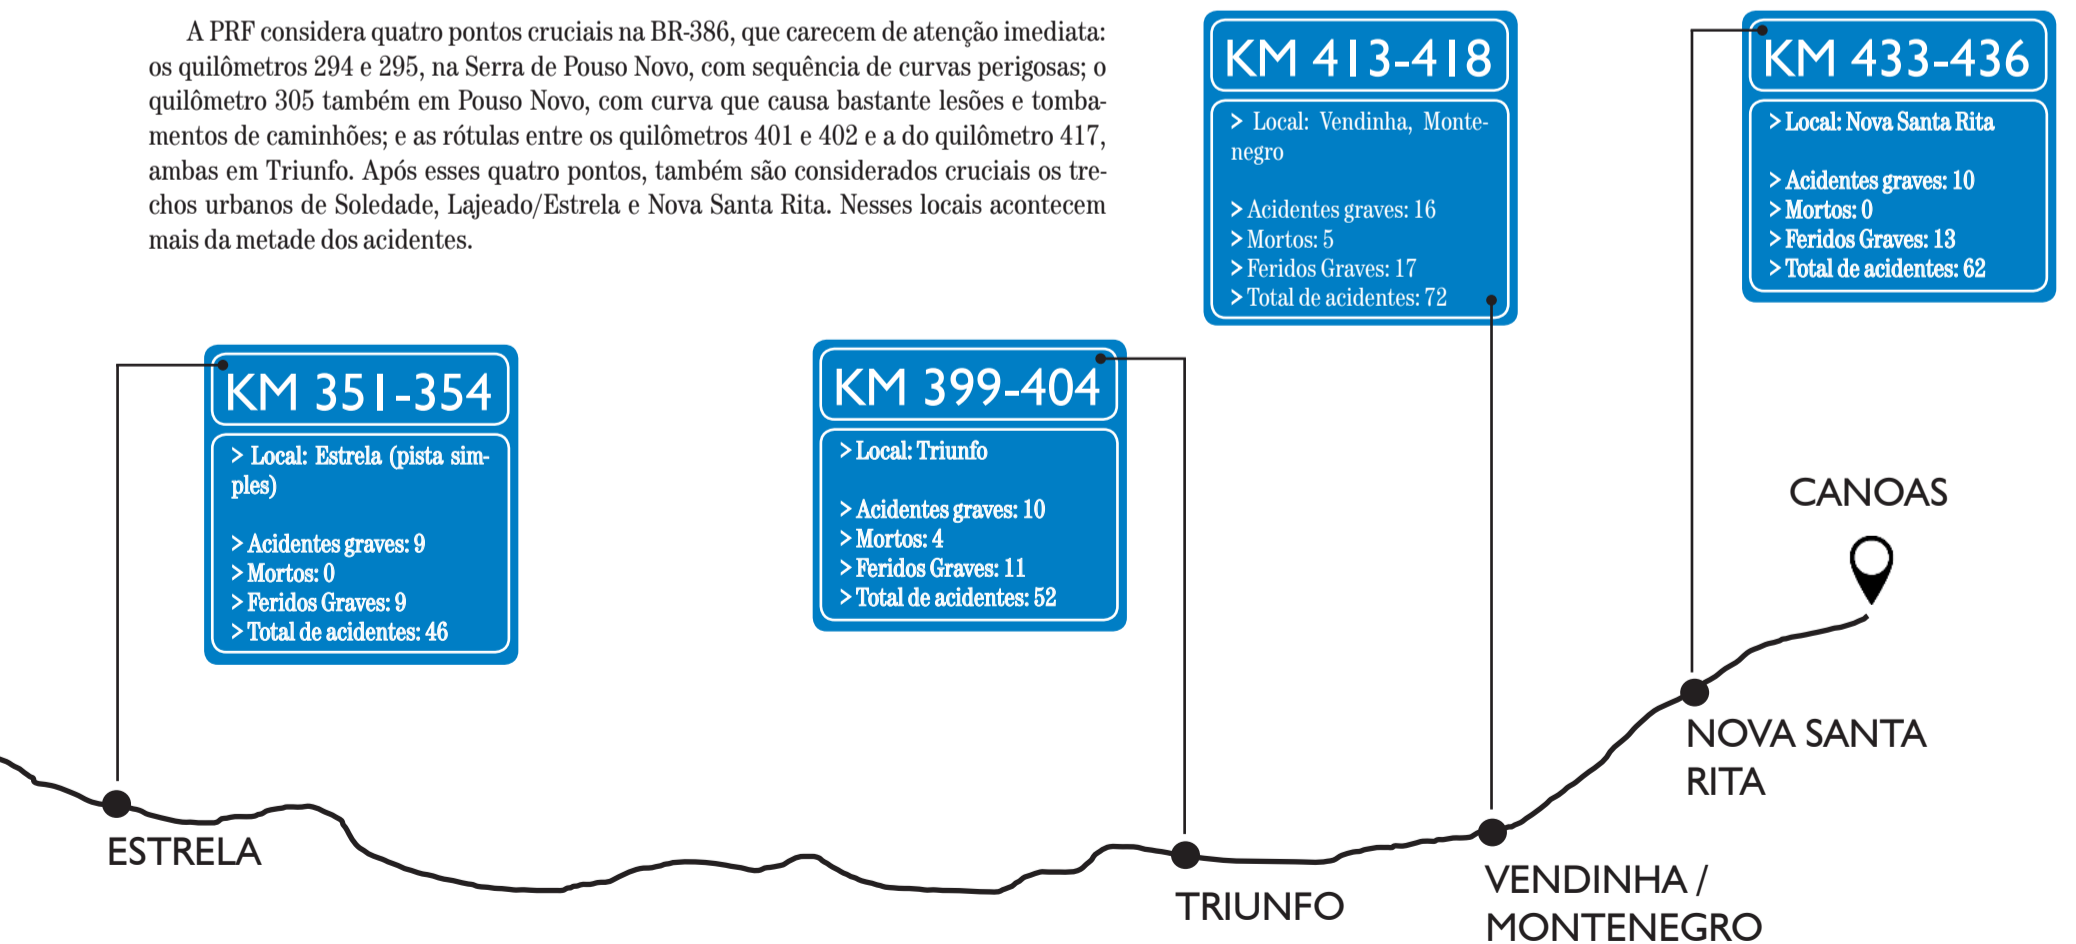 A PRF considera quatro pontos cruciais na BR-386, que carecem de atenção imediata:
os quilômetros 294 e 295, na Serra de Pouso Novo, com sequência de curvas perigosas; o
quilômetro 305 também em Pouso Novo, com curva que causa bastante lesões e tomba-
mentos de caminhões; e as rótulas entre os quilômetros 401 e 402 e a do quilômetro 417,
ambas em Triunfo. Após esses quatro pontos, também são considerados cruciais os tre-
chos urbanos de Soledade, Lajeado/Estrela e Nova Santa Rita. Nesses locais acontecem
mais da metade dos acidentes.
KM 351-354
> Local: Estrela (pista sim-
ples)
> Acidentes graves: 9
> Mortos: 0
> Feridos Graves: 9
> Total de acidentes: 46
KM 399-404
> Local: Triunfo
> Acidentes graves: 10
> Mortos: 4
> Feridos Graves: 11
> Total de acidentes: 52
KM 413-418
> Local: Vendinha, Monte-
negro
> Acidentes graves: 16
> Mortos: 5
> Feridos Graves: 17
> Total de acidentes: 72
KM 433-436
> Local: Nova Santa Rita
> Acidentes graves: 10
> Mortos: 0
> Feridos Graves: 13
> Total de acidentes: 62
ESTRELA
TRIUNFO
VENDINHA /
MONTENEGRO
NOVA SANTA
RITA
CANOAS